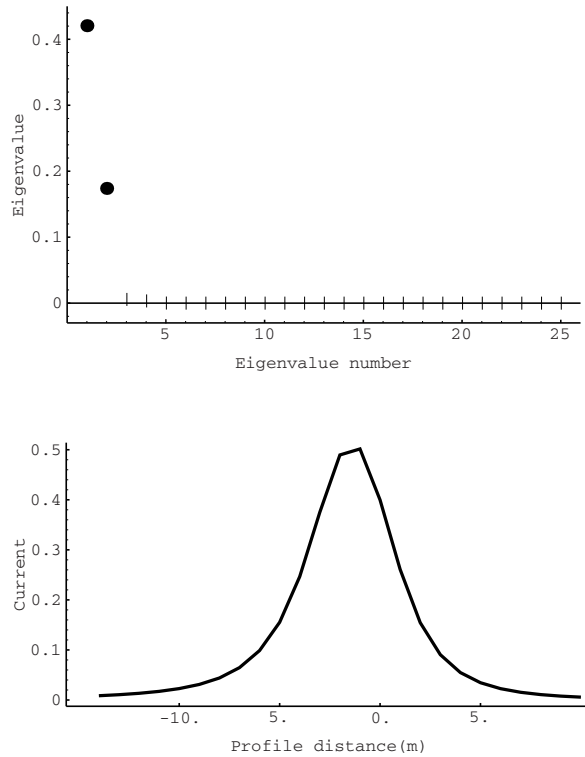 0.4
0.3
0.2
0.1
0
Eigenvalue
5 10 15 20 25
Eigenvalue number
0.5
0.4
0.3
0.2
0.1
0
Current
-10. 5. 0. 5.
Profile distance(m)